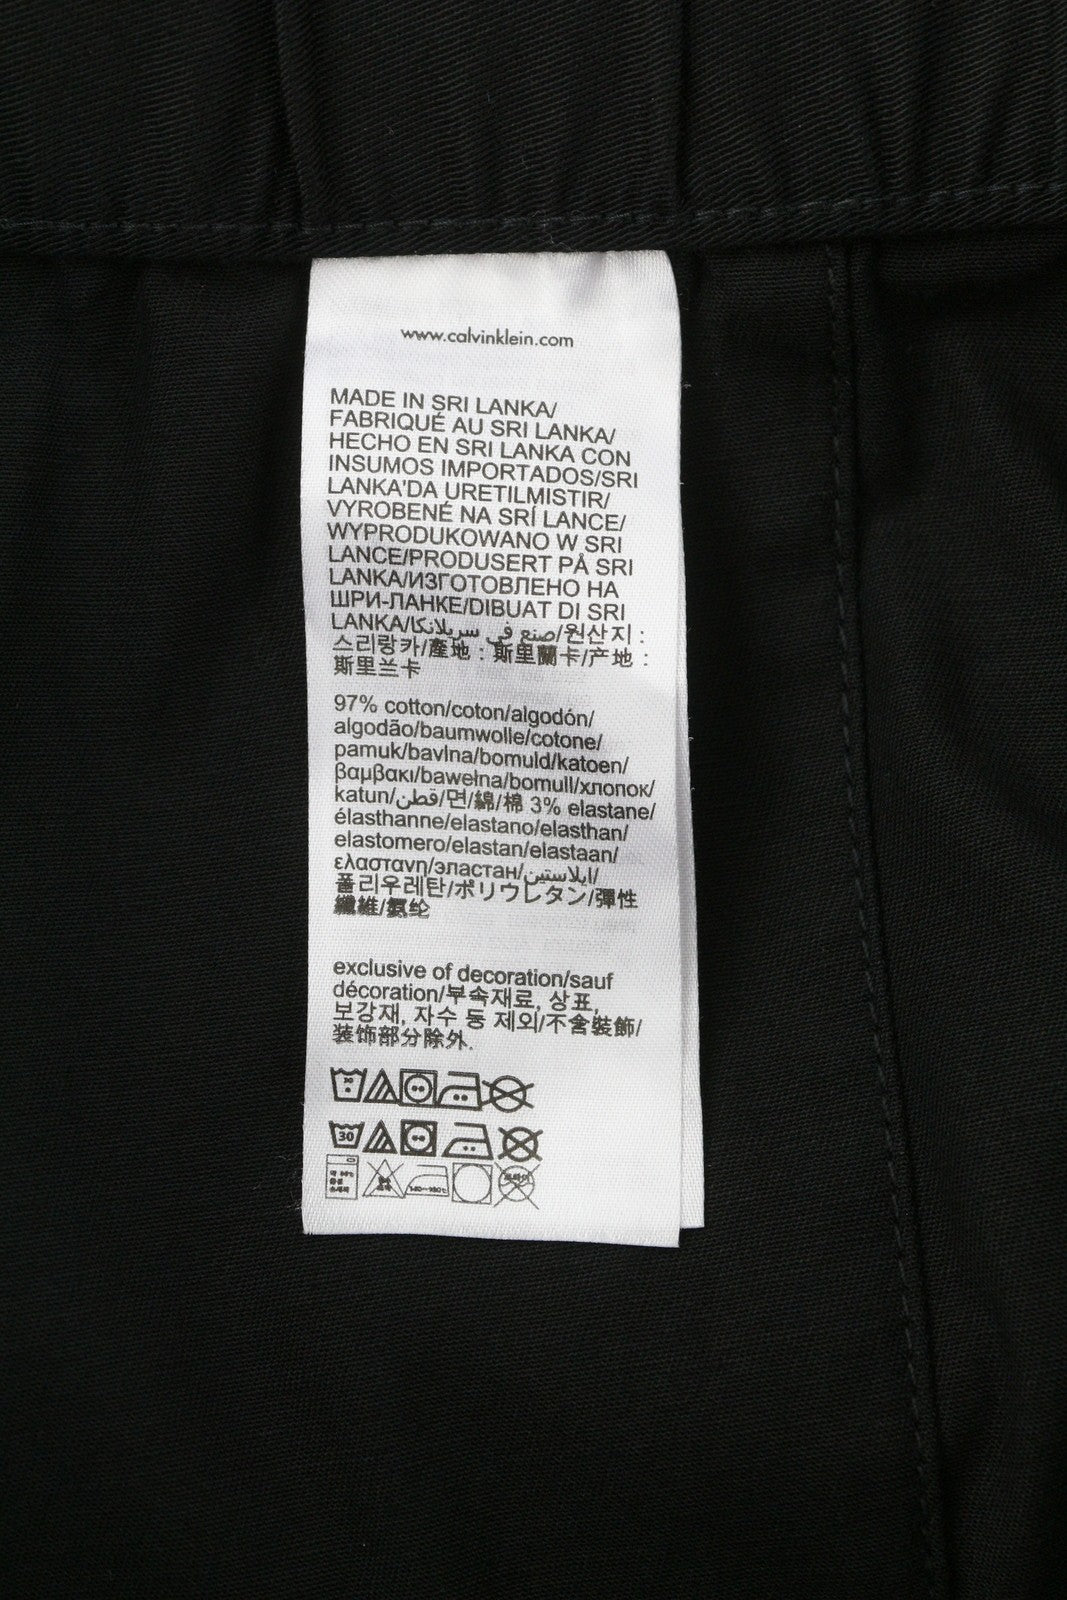 www.calvinklein.com
MADE IN SRI LANKA/
FABRIQUÉ AU SRI LANKA/
HECHO EN SRI LANKA CON
INSUMOS IMPORTADOS/SRI
LANKA'DA URETILMISTIR/
VYROBENÉ NA SRÍ LANCE/
WYPRODUKOWANO W SRI
LANCE/PRODUSERT PÅ SRI
LANKA/ИЗГОТОВЛЕНО НА
ШРИ-ЛАНКЕ/DIBUAT DI SRI
LANKA/صنع في سريلانكا/원산지 :
스리랑카/產地 : 斯里蘭卡/产地 :
斯里兰卡
97% cotton/coton/algodón/
algodão/baumwolle/cotone/
pamuk/bavlna/bomuld/katoen/
βαμβακι/bawełna/bomull/хлопок/
katun/قطن/면/綿/棉 3% elastane/
élasthanne/elastano/elasthan/
elastomero/elastan/elastaan/
ελαστανη/эластан/ايلاستين/
폴리우레탄/ポリウレタン/彈性
纖維/氨纶
exclusive of decoration/sauf
décoration/부속재료, 상표,
보강재, 자수 등 제외/不含裝飾/
装饰部分除外.
30